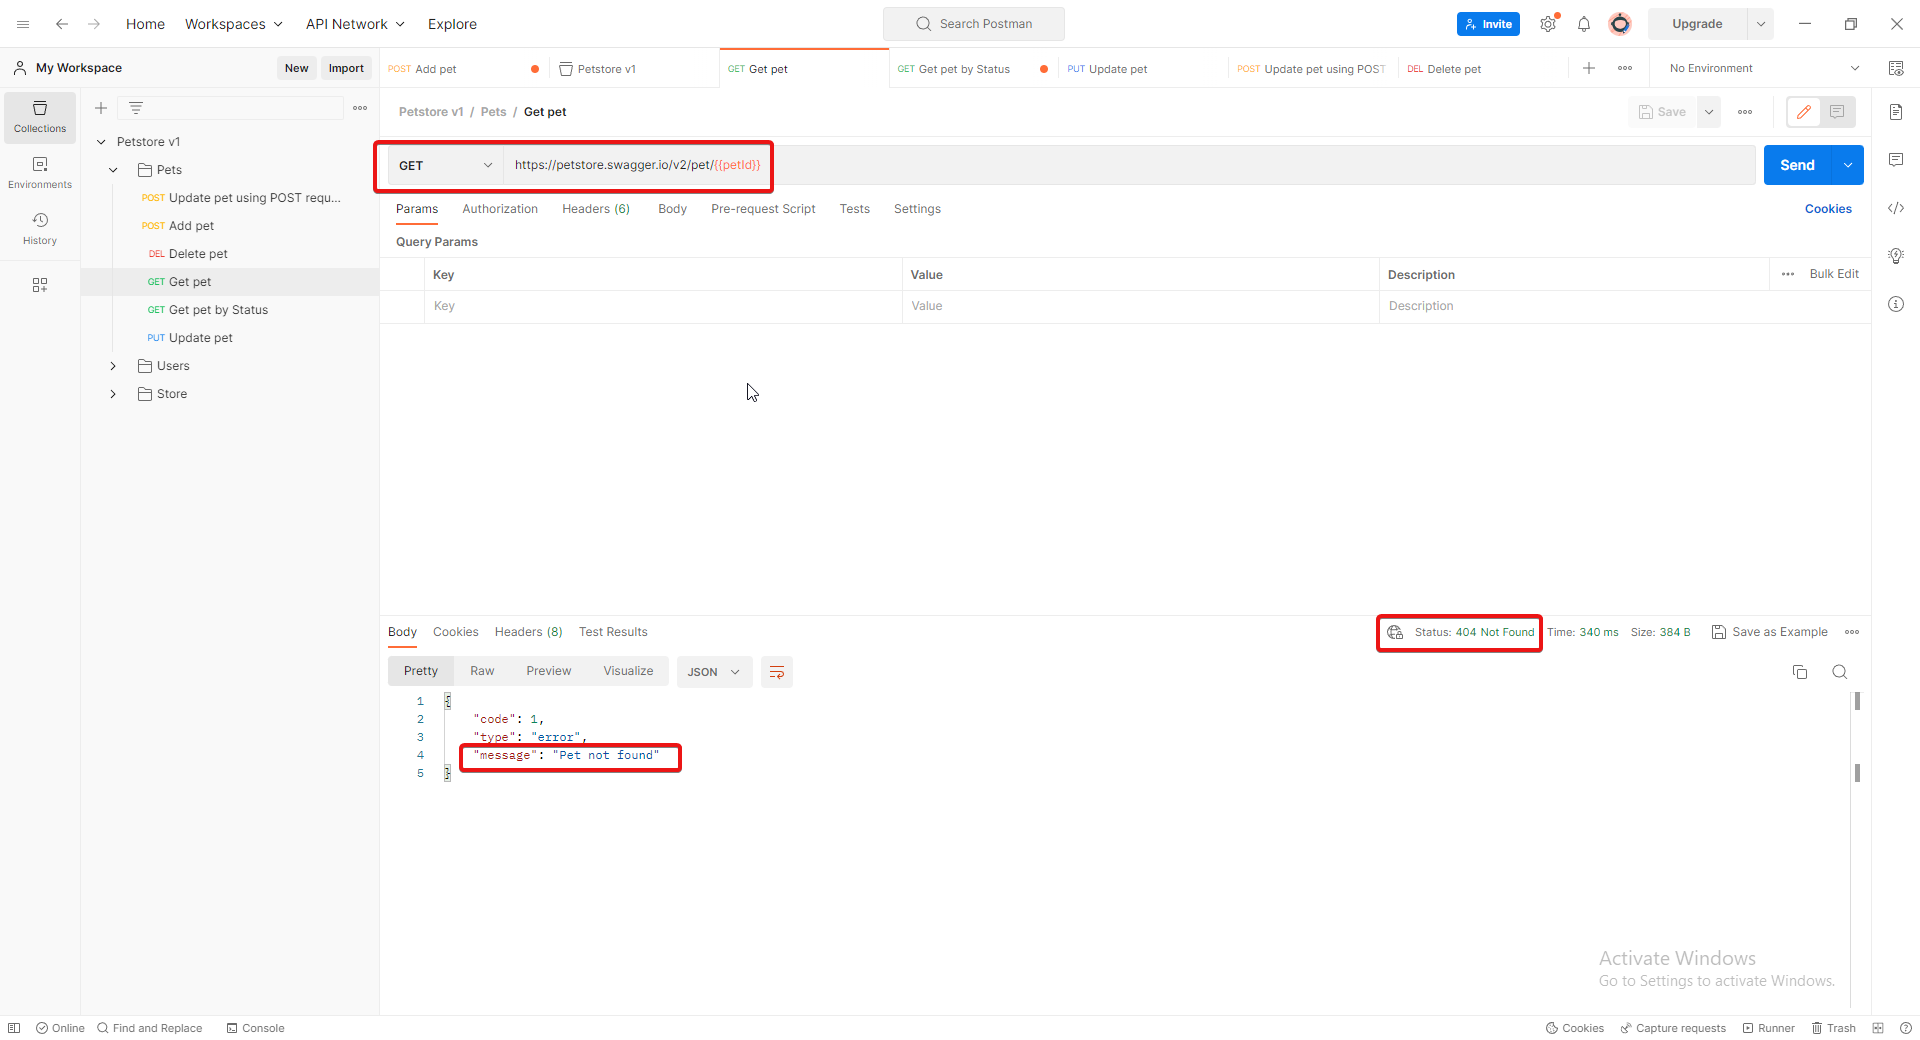 Home
Workspaces
API Network
Explore
Search Postman
Invite
Upgrade
My Workspace
New
Import
POST Add pet
Petstore v1
GET Get pet
GET Get pet by Status
PUT Update pet
POST Update pet using POST
DEL Delete pet
No Environment
Collections
Environments
History
Petstore v1
Pets
POST Update pet using POST requ...
POST Add pet
DEL Delete pet
GET Get pet
GET Get pet by Status
PUT Update pet
Users
Store
Petstore v1 / Pets / Get pet
Save
GET
https://petstore.swagger.io/v2/pet/{{petId}}
Send
Params
Authorization
Headers (6)
Body
Pre-request Script
Tests
Settings
Cookies
Query Params
Key
Value
Description
Bulk Edit
Key
Value
Description
Body
Cookies
Headers (8)
Test Results
Status: 404 Not Found
Time: 340 ms
Size: 384 B
Save as Example
Pretty
Raw
Preview
Visualize
JSON
1 {
2 "code": 1,
3 "type": "error",
4 "message": "Pet not found"
5 }
Activate Windows
Go to Settings to activate Windows.
Online
Find and Replace
Console
Cookies
Capture requests
Runner
Trash